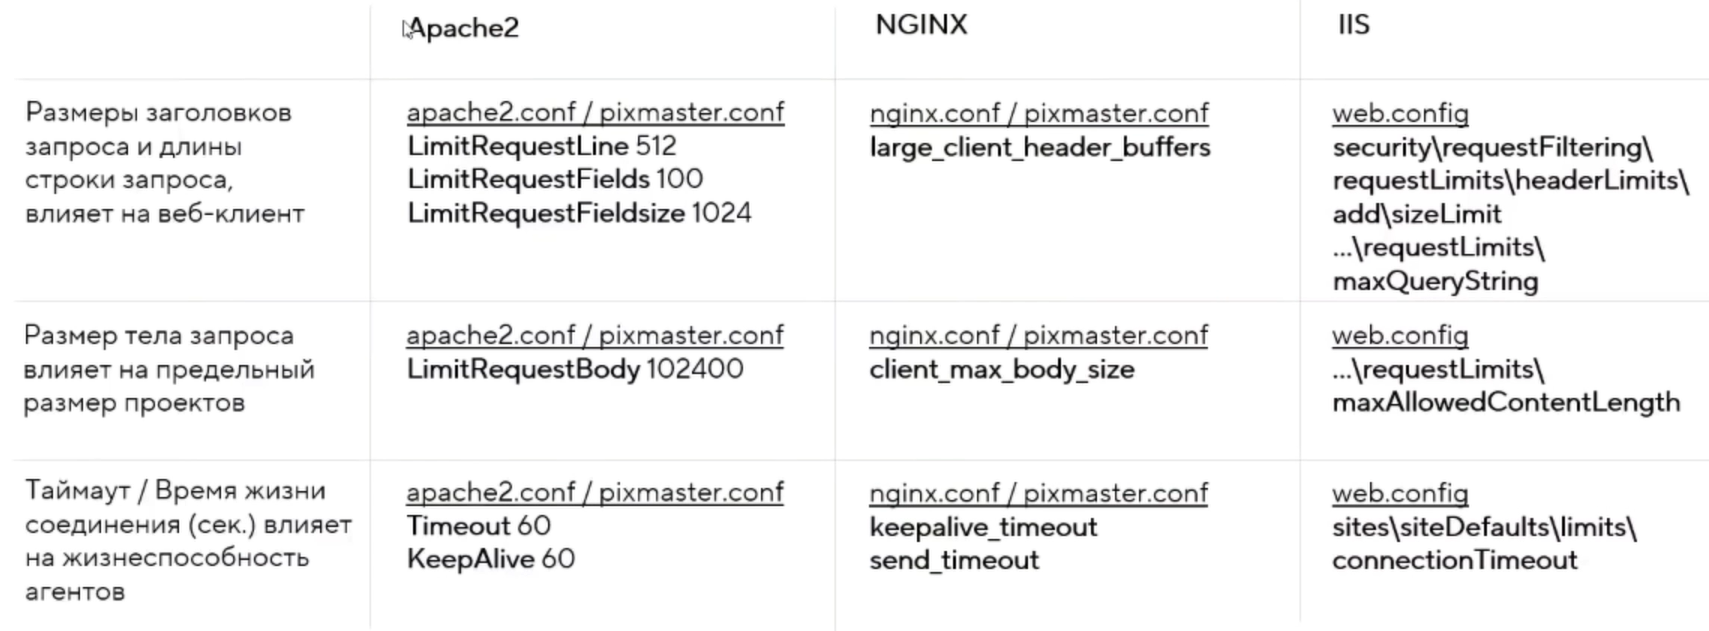 Apache2
NGINX
IIS
Размеры заголовков
запроса и длины
строки запроса,
влияет на веб-клиент
apache2.conf / pixmaster.conf
LimitRequestLine 512
LimitRequestFields 100
LimitRequestFieldsize 1024
nginx.conf / pixmaster.conf
large_client_header_buffers
web.config
security\requestFiltering\
requestLimits\headerLimits\
add\sizeLimit
...\requestLimits\
maxQueryString
Размер тела запроса
влияет на предельный
размер проектов
apache2.conf / pixmaster.conf
LimitRequestBody 102400
nginx.conf / pixmaster.conf
client_max_body_size
web.config
...\requestLimits\
maxAllowedContentLength
Таймаут / Время жизни
соединения (сек.) влияет
на жизнеспособность
агентов
apache2.conf / pixmaster.conf
Timeout 60
KeepAlive 60
nginx.conf / pixmaster.conf
keepalive_timeout
send_timeout
web.config
sites\siteDefaults\limits\
connectionTimeout